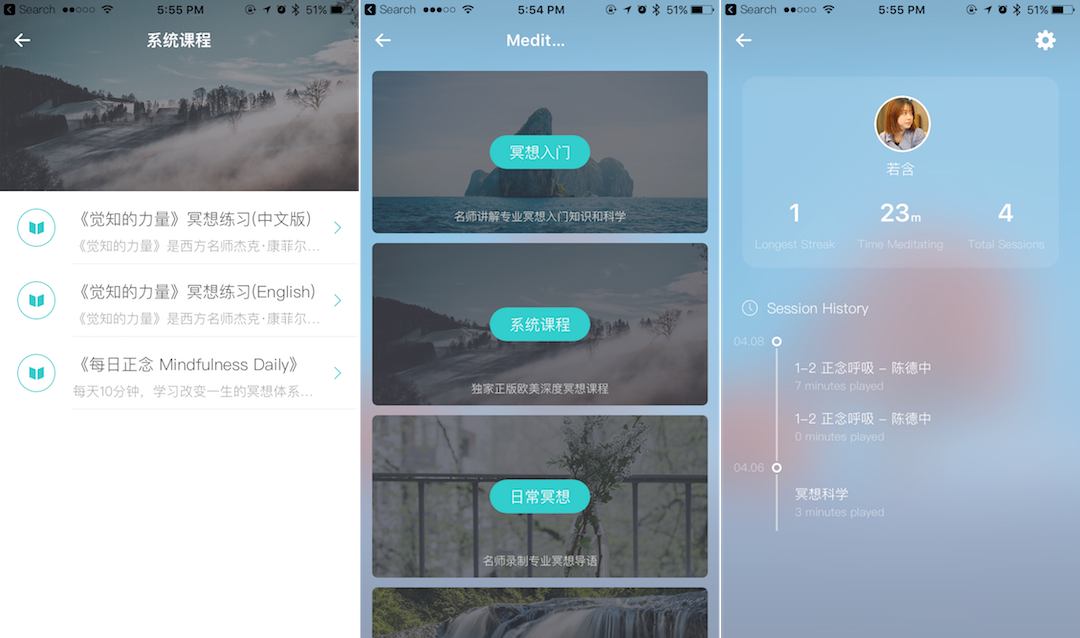 Search
5:55 PM
51%
系统课程
《觉知的力量》冥想练习(中文版)
《觉知的力量》是西方名师杰克·康菲尔...
《觉知的力量》冥想练习(English)
《觉知的力量》是西方名师杰克·康菲尔...
《每日正念 Mindfulness Daily》
每天10分钟，学习改变一生的冥想体系...
Search
5:54 PM
51%
Medit...
冥想入门
名师讲解专业冥想入门知识和科学
系统课程
独家正版欧美深度冥想课程
日常冥想
名师录制专业冥想导语
Search
5:55 PM
51%
若含
1
23m
4
Longest Streak
Time Meditating
Total Sessions
Session History
04.08
1-2 正念呼吸 - 陈德中
7 minutes played
1-2 正念呼吸 - 陈德中
0 minutes played
04.06
冥想科学
3 minutes played